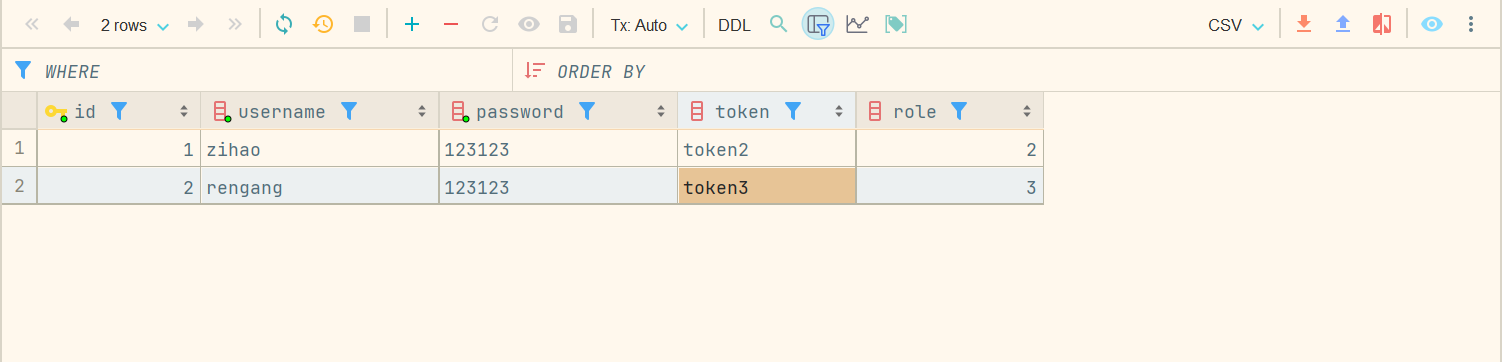 2 rows Tx: Auto DDL CSV
WHERE ORDER BY
id username password token role
1 1 zihao 123123 token2 2
2 2 rengang 123123 token3 3